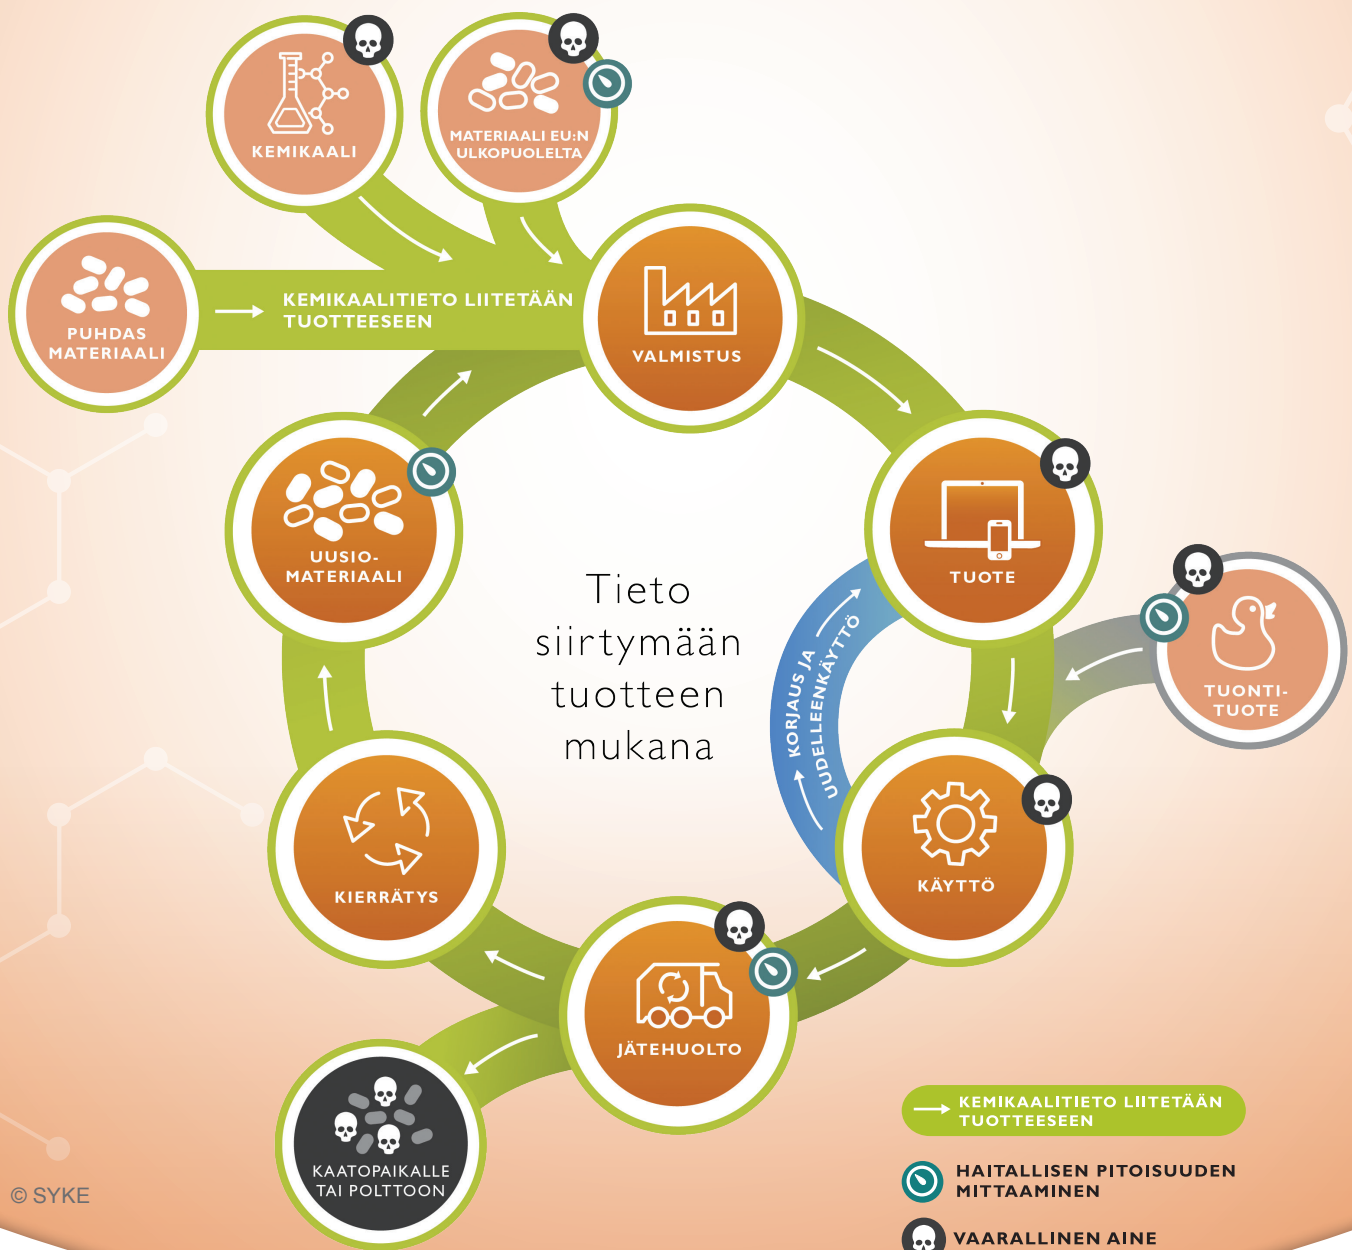 KEMIKAALI
MATERIAALI EU:N
ULKOPUOLELTA
PUHDAS
MATERIAALI
KEMIKAALITIETO LIITETÄÄN
TUOTTEESEEN
VALMISTUS
UUSIO-
MATERIAALI
TUOTE
Tieto
siirtymään
tuotteen
mukana
KORJAUS JA
UUDELLEENKÄYTTÖ
TUONTI-
TUOTE
KIERRÄTYS
KÄYTTÖ
JÄTEHUOLTO
KAATOPAIKALLE
TAI POLTTOON
KEMIKAALITIETO LIITETÄÄN
TUOTTEESEEN
HAITALLISEN PITOISUUDEN
MITTAAMINEN
VAARALLINEN AINE
© SYKE